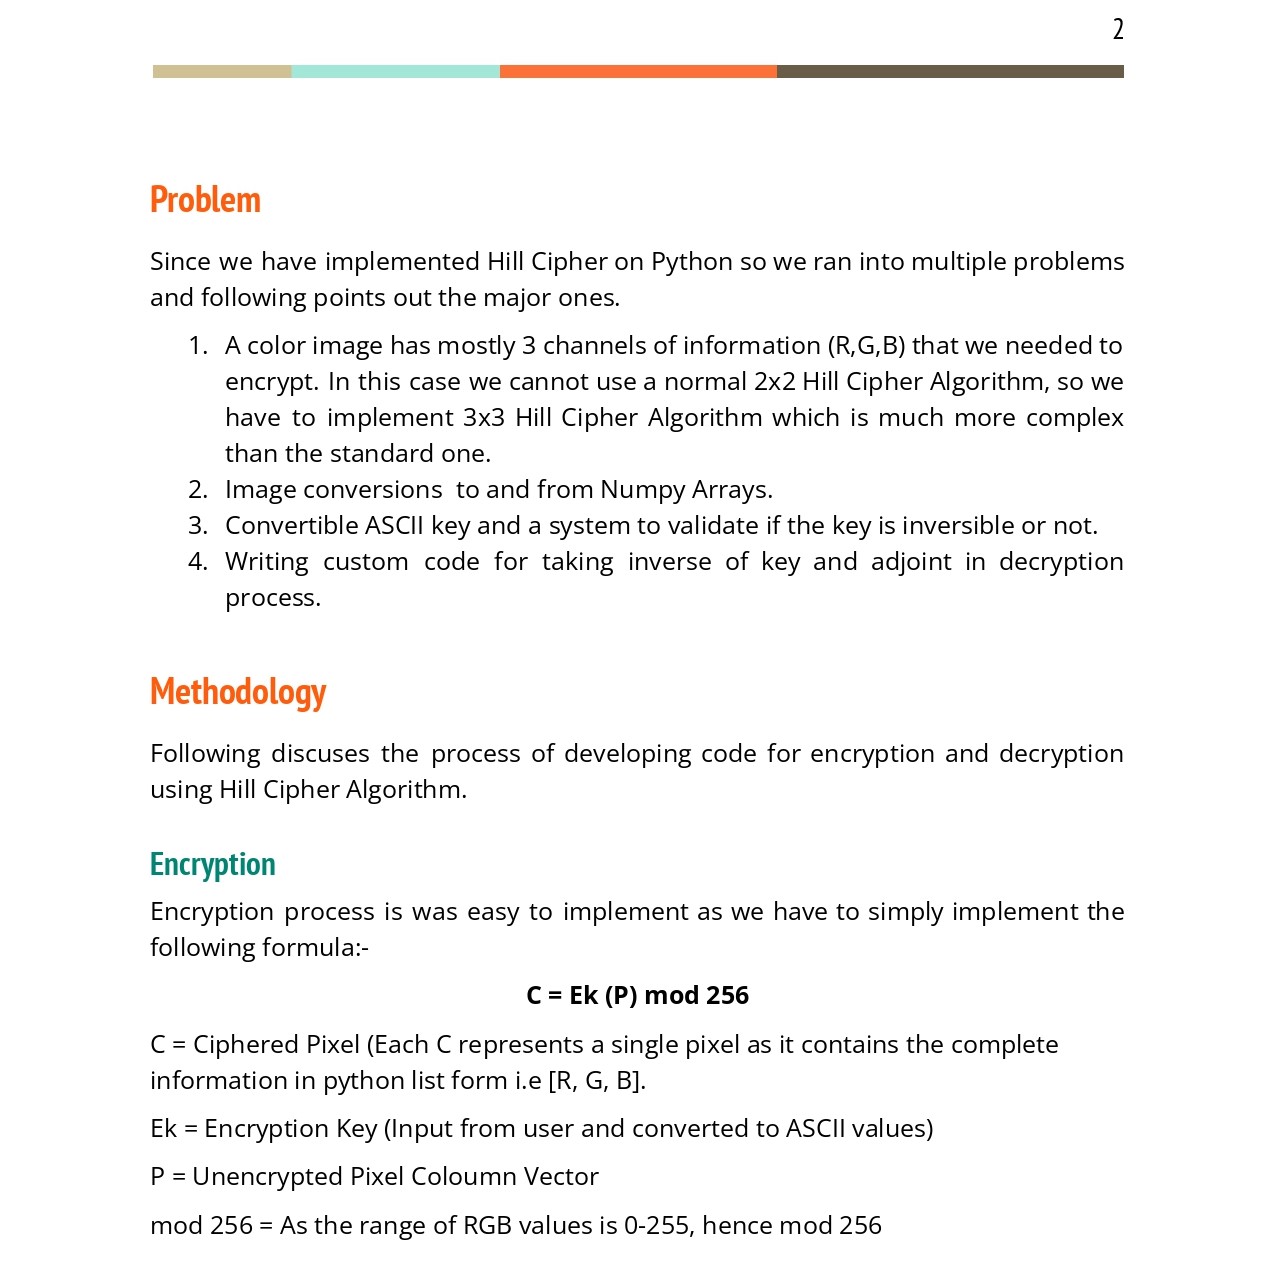 2
Problem
Since we have implemented Hill Cipher on Python so we ran into multiple problems
and following points out the major ones.
1. A color image has mostly 3 channels of information (R,G,B) that we needed to
encrypt. In this case we cannot use a normal 2x2 Hill Cipher Algorithm, so we
have to implement 3x3 Hill Cipher Algorithm which is much more complex
than the standard one.
2. Image conversions  to and from Numpy Arrays.
3. Convertible ASCII key and a system to validate if the key is inversible or not.
4. Writing custom code for taking inverse of key and adjoint in decryption
process.
Methodology
Following discuses the process of developing code for encryption and decryption
using Hill Cipher Algorithm.
Encryption
Encryption process is was easy to implement as we have to simply implement the
following formula:-
C = Ek (P) mod 256
C = Ciphered Pixel (Each C represents a single pixel as it contains the complete
information in python list form i.e [R, G, B].
Ek = Encryption Key (Input from user and converted to ASCII values)
P = Unencrypted Pixel Coloumn Vector
mod 256 = As the range of RGB values is 0-255, hence mod 256